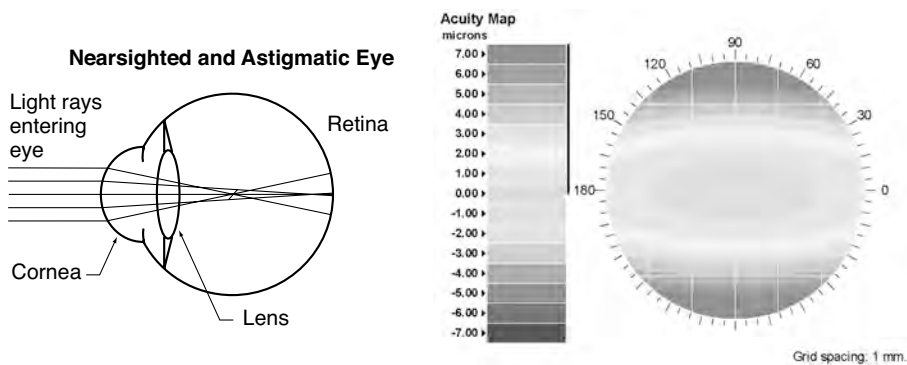 Nearsighted and Astigmatic Eye
Light rays
entering
eye
Retina
Cornea
Lens
Acuity Map
microns
7.00
6.00
5.00
4.00
3.00
2.00
1.00
0.00
-1.00
-2.00
-3.00
-4.00
-5.00
-6.00
-7.00
90
120
60
150
30
180
0
Grid spacing: 1 mm.